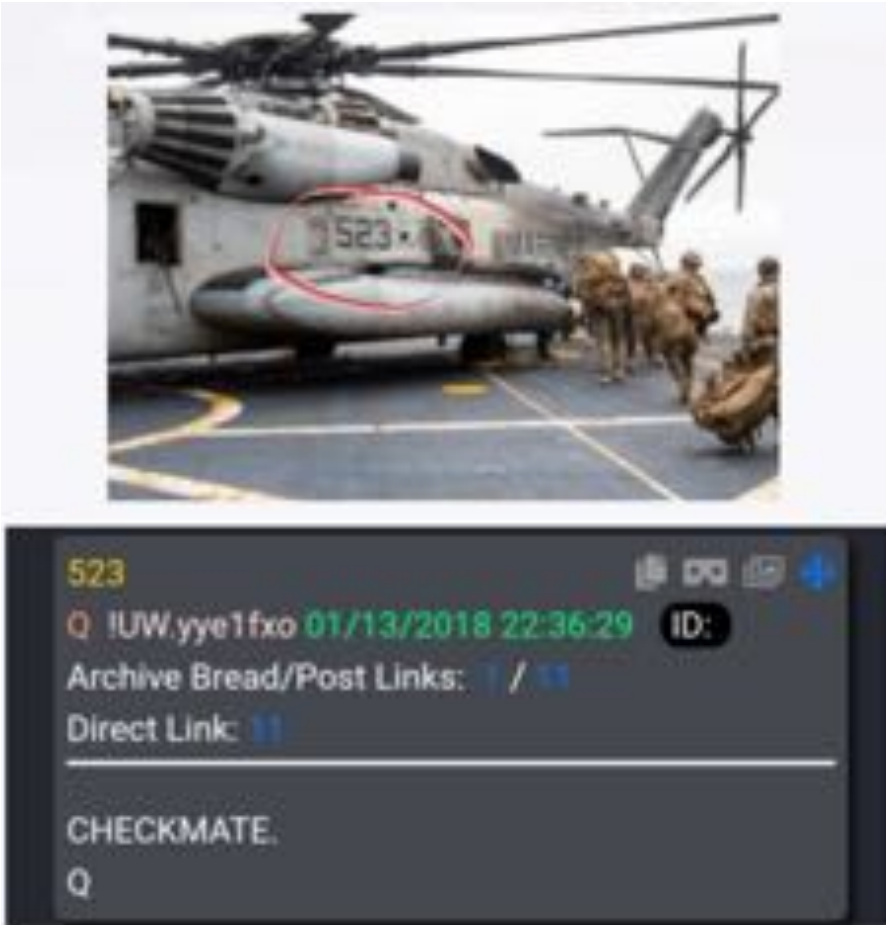 523
523
Q !UW.yye1fxo 01/13/2018 22:36:29 ID:
Archive Bread/Post Links: /
Direct Link:
CHECKMATE.
Q